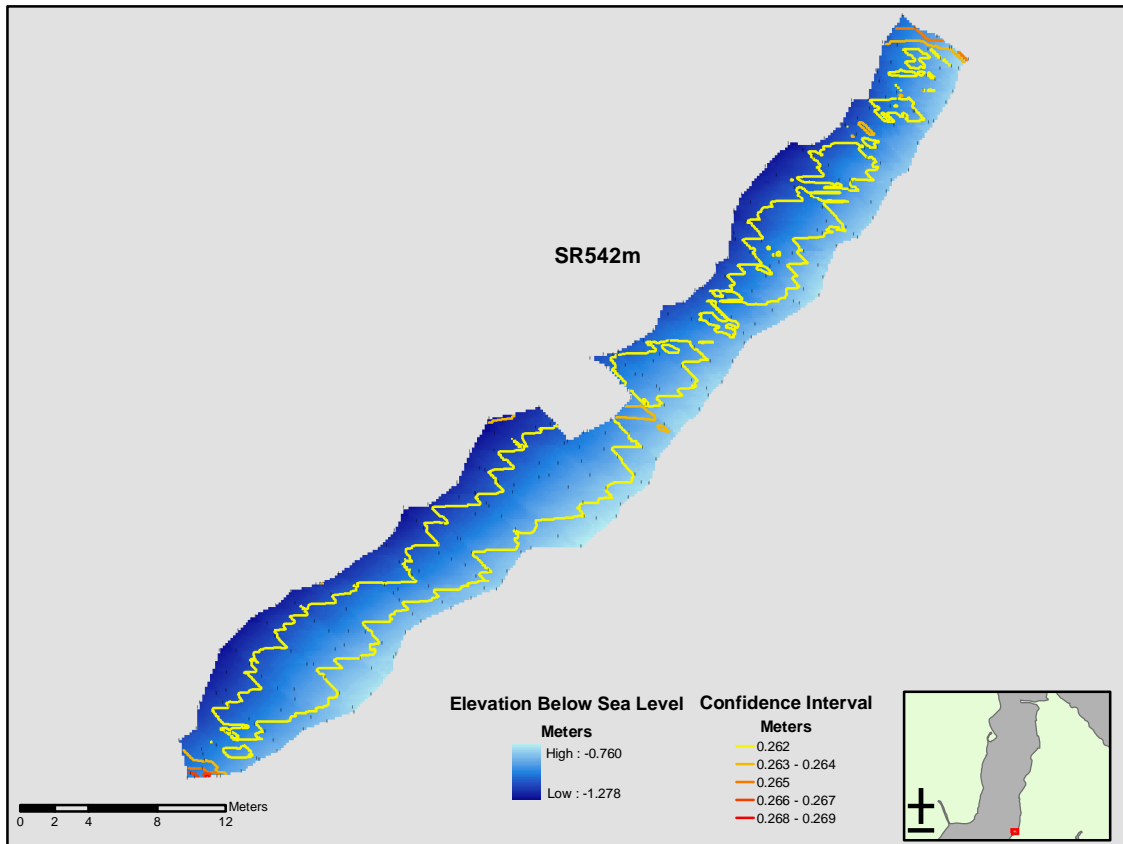 SR542m
Elevation Below Sea Level
Meters
High : -0.760
Low : -1.278
Confidence Interval
Meters
0.262
0.263 - 0.264
0.265
0.266 - 0.267
0.268 - 0.269
Meters
0 2 4 8 12